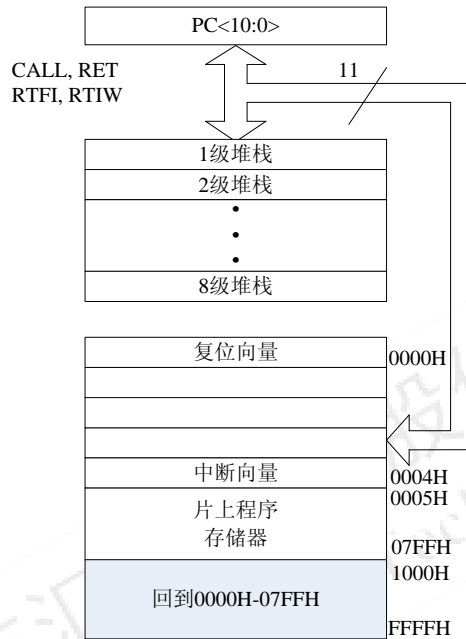 PC<10:0>
CALL, RET
RTFI, RTIW
11
1级堆栈
2级堆栈
8级堆栈
复位向量
0000H
中断向量
0004H
0005H
片上程序
存储器
07FFH
1000H
回到0000H-07FFH
FFFFH